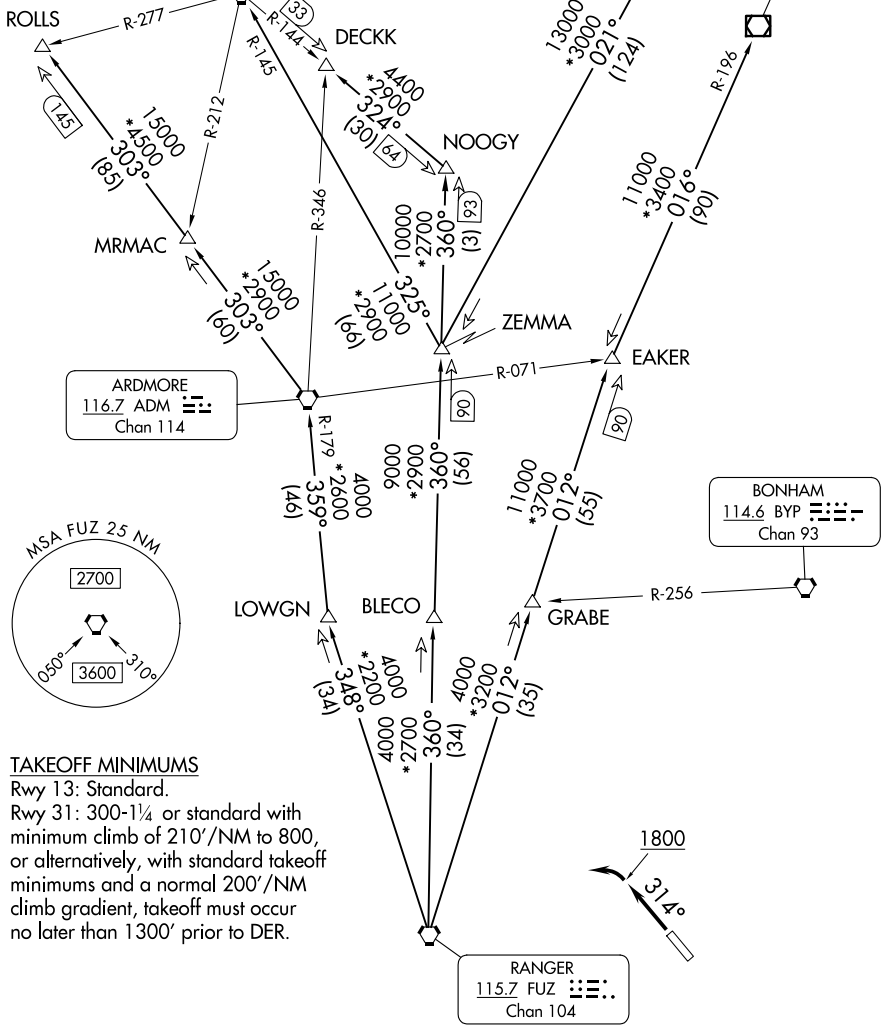 ROLLS
R-277
33
R-144
DECKK
R-145
13000
*3000
021°
(124)
R-196
145
15000
*4500
303°
(85)
R-212
4400
*2900
324°
(30)
64
NOOGY
R-346
93
10000
*2700
360°
(3)
11000
*3400
016°
(90)
MRMAC
15000
*2900
303°
(60)
325°
11000
*2900
(66)
ZEMMA
EAKER
R-071
ARDMORE
116.7 ADM
Chan 114
R-179
90
90
4000
*2600
359°
(46)
9000
*2900
360°
(56)
11000
*3700
012°
(55)
BONHAM
114.6 BYP
Chan 93
R-256
MSA FUZ 25 NM
2700
050°
310°
3600
LOWGN
BLECO
GRABE
4000
*2200
348°
(34)
4000
*2700
360°
(34)
4000
*3200
012°
(35)
TAKEOFF MINIMUMS
Rwy 13: Standard.
Rwy 31: 300-1¼ or standard with
minimum climb of 210'/NM to 800,
or alternatively, with standard takeoff
minimums and a normal 200'/NM
climb gradient, takeoff must occur
no later than 1300' prior to DER.
1800
314°
RANGER
115.7 FUZ
Chan 104